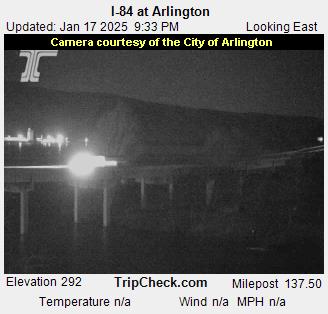 I-84 at Arlington
Updated: Jan 17 2025 9:33 PM Looking East
Camera courtesy of the City of Arlington
Elevation 292 TripCheck.com Milepost 137.50
Temperature n/a Wind n/a MPH n/a